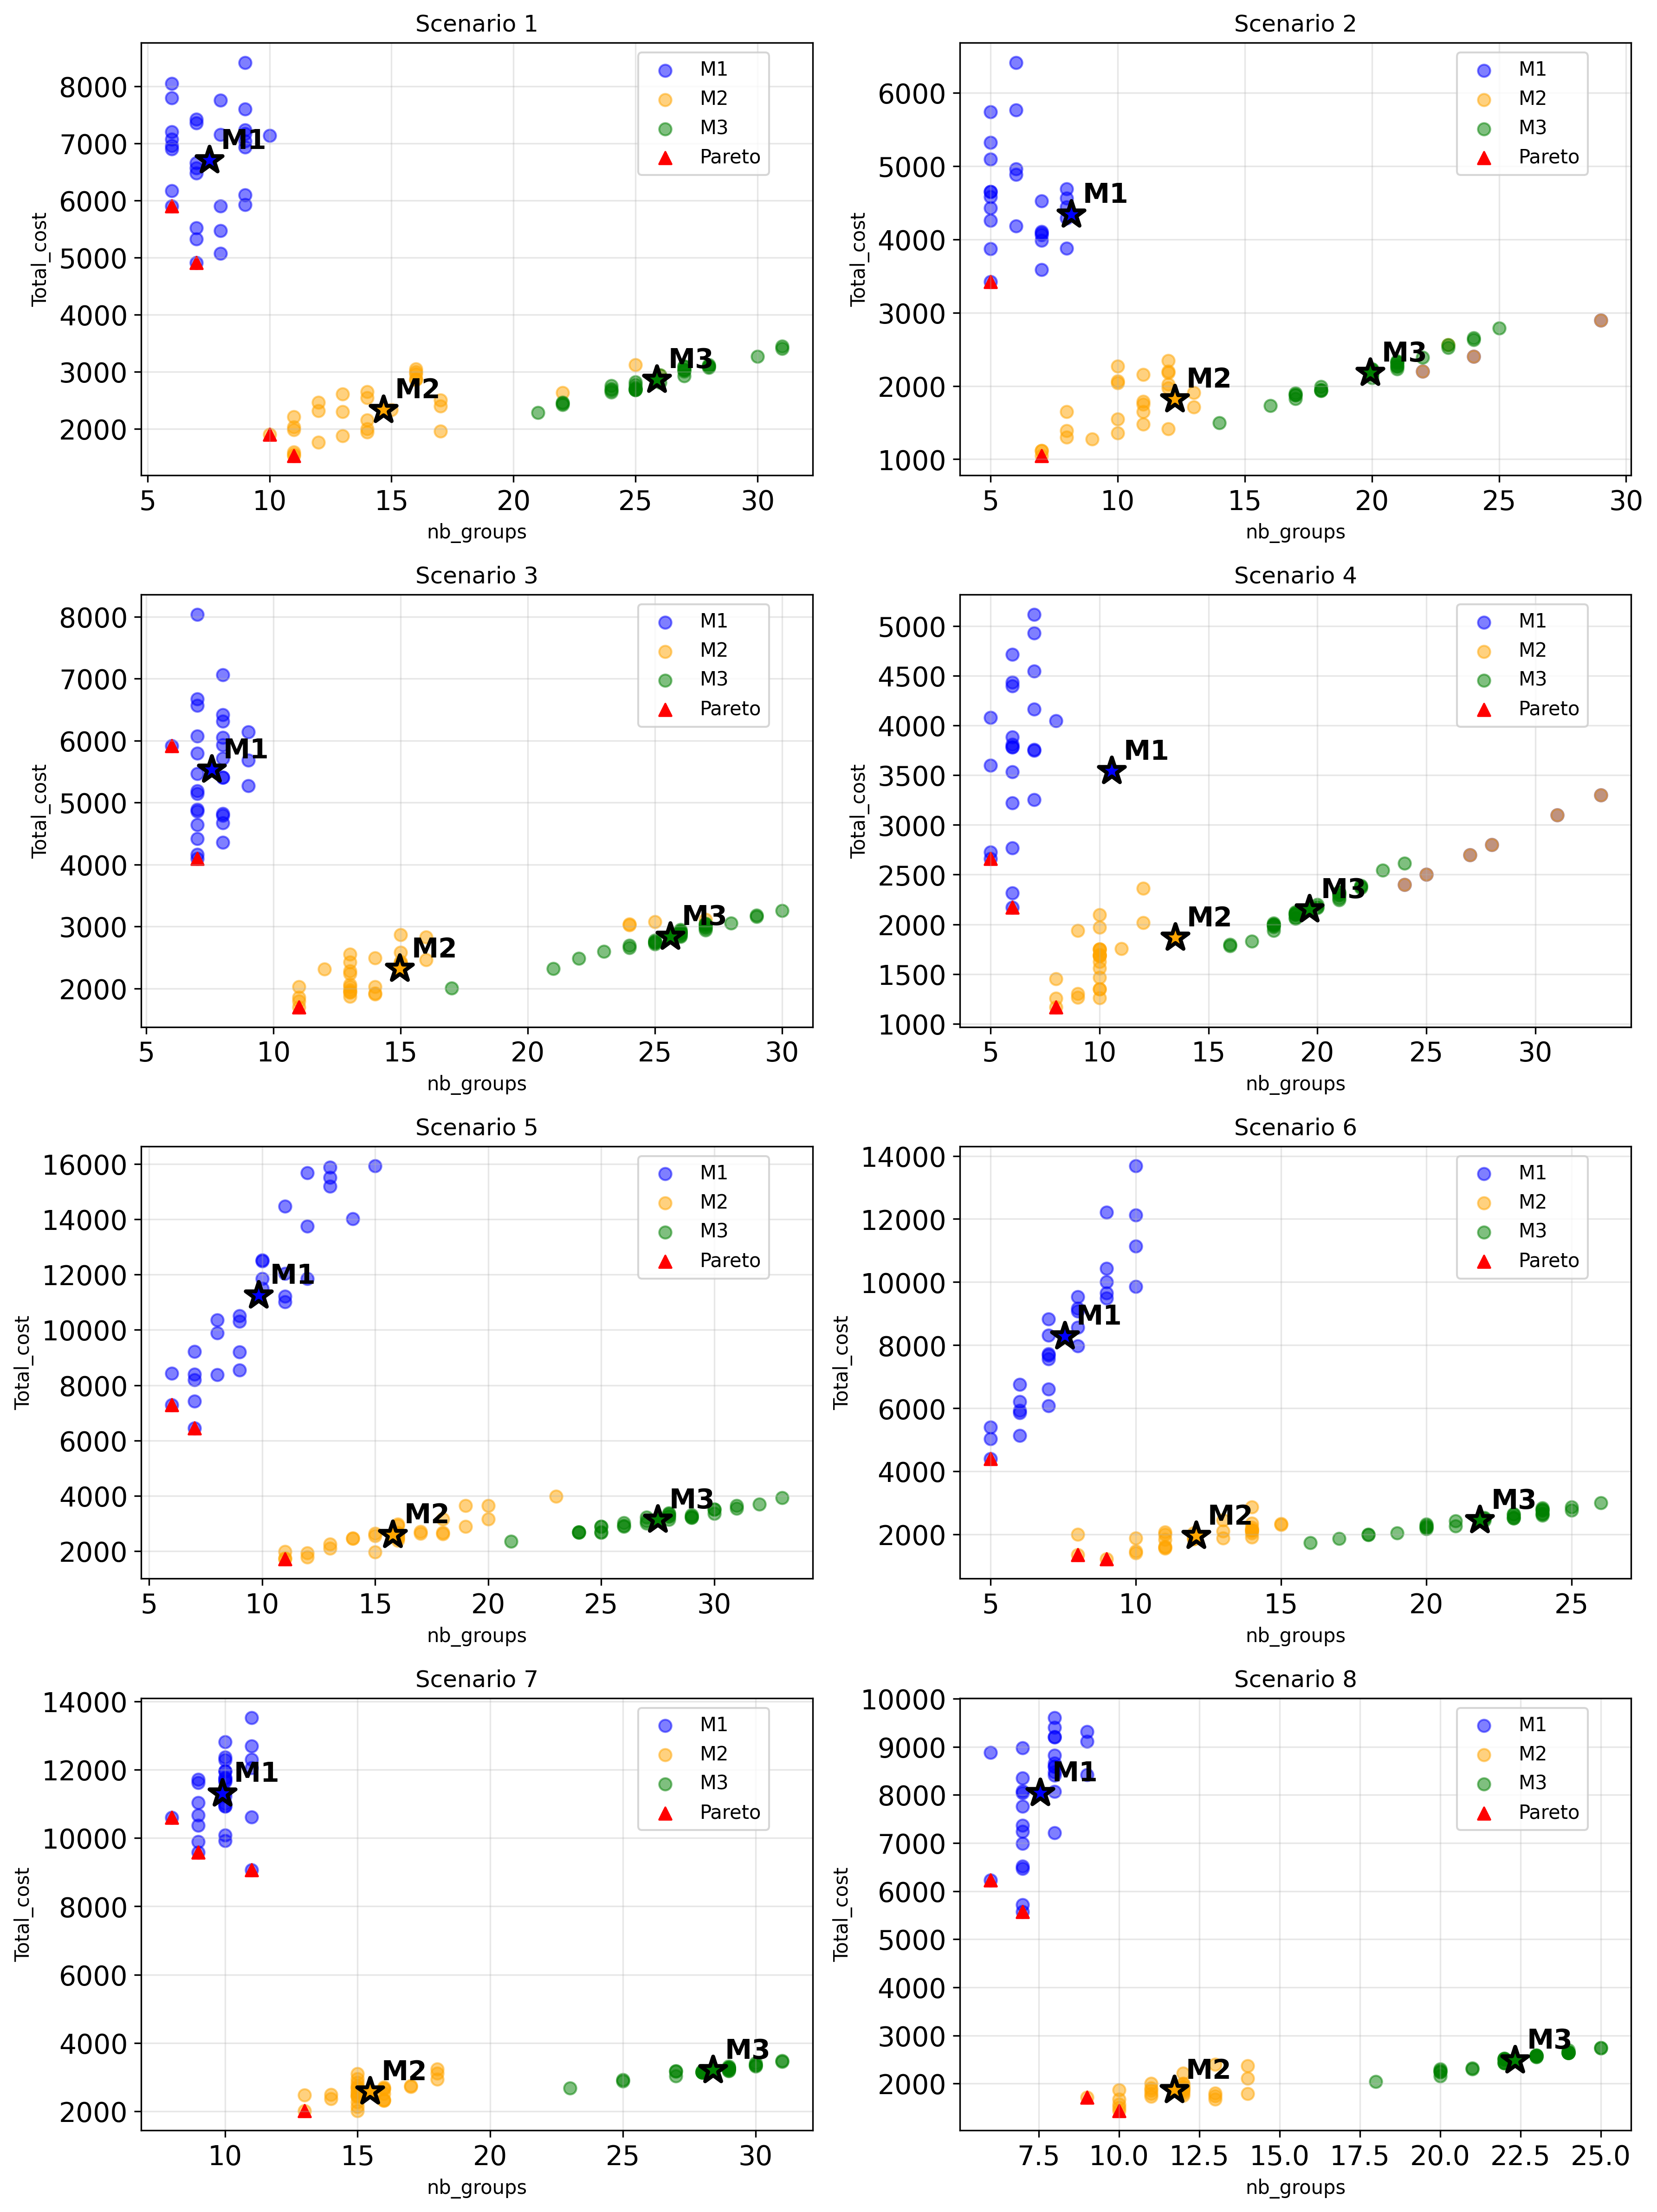 Scenario 1
Total_cost
8000
7000
6000
5000
4000
3000
2000
5
10
15
20
25
30
nb_groups
M1
M2
M3
Pareto
M1
M2
M3
Scenario 2
Total_cost
6000
5000
4000
3000
2000
1000
5
10
15
20
25
30
nb_groups
M1
M2
M3
Pareto
M1
M2
M3
Scenario 3
Total_cost
8000
7000
6000
5000
4000
3000
2000
5
10
15
20
25
30
nb_groups
M1
M2
M3
Pareto
M1
M2
M3
Scenario 4
Total_cost
5000
4500
4000
3500
3000
2500
2000
1500
1000
5
10
15
20
25
30
nb_groups
M1
M2
M3
Pareto
M1
M2
M3
Scenario 5
Total_cost
16000
14000
12000
10000
8000
6000
4000
2000
5
10
15
20
25
30
nb_groups
M1
M2
M3
Pareto
M1
M2
M3
Scenario 6
Total_cost
14000
12000
10000
8000
6000
4000
2000
5
10
15
20
25
nb_groups
M1
M2
M3
Pareto
M1
M2
M3
Scenario 7
Total_cost
14000
12000
10000
8000
6000
4000
2000
10
15
20
25
30
nb_groups
M1
M2
M3
Pareto
M1
M2
M3
Scenario 8
Total_cost
10000
9000
8000
7000
6000
5000
4000
3000
2000
7.5
10.0
12.5
15.0
17.5
20.0
22.5
25.0
nb_groups
M1
M2
M3
Pareto
M1
M2
M3